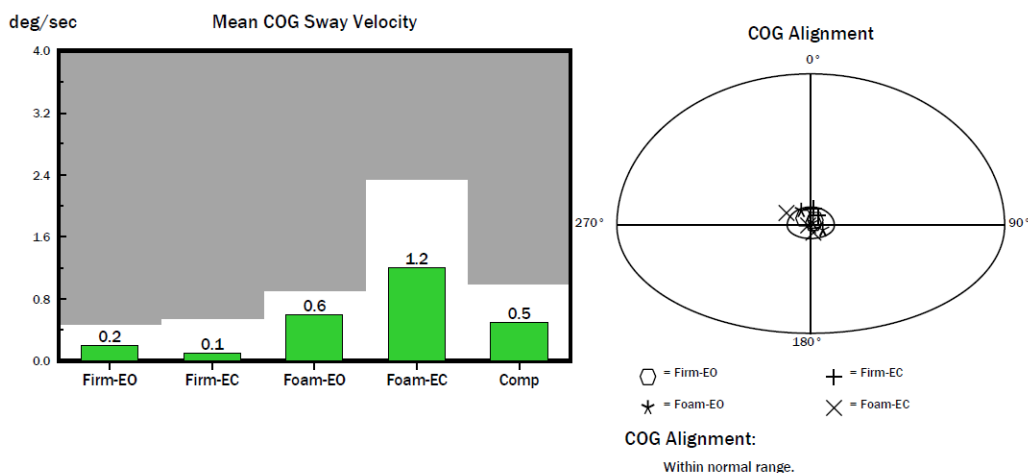 deg/sec
Mean COG Sway Velocity
4.0
3.2
2.4
1.6
0.8
0.0
0.2
0.1
0.6
1.2
0.5
Firm-EO
Firm-EC
Foam-EO
Foam-EC
Comp
COG Alignment
0°
270°
90°
180°
= Firm-EO
= Firm-EC
= Foam-EO
= Foam-EC
COG Alignment:
Within normal range.